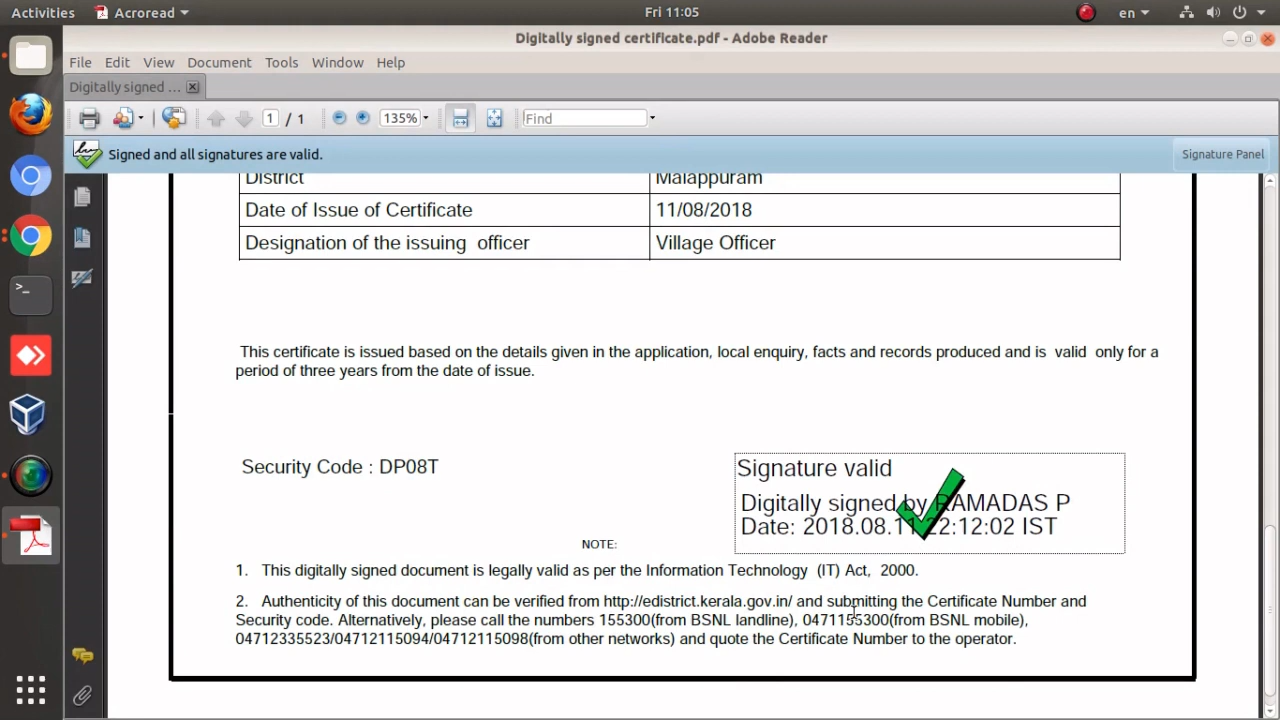 Activities Acroread Fri 11:05 en
Digitally signed certificate.pdf - Adobe Reader
File Edit View Document Tools Window Help
Digitally signed ...
1 / 1 135% Find
Signed and all signatures are valid. Signature Panel
District Malappuram
Date of Issue of Certificate 11/08/2018
Designation of the issuing officer Village Officer
This certificate is issued based on the details given in the application, local enquiry, facts and records produced and is valid only for a
period of three years from the date of issue.
Security Code : DP08T
Signature valid
Digitally signed by RAMADAS P
Date: 2018.08.11 22:12:02 IST
NOTE:
1. This digitally signed document is legally valid as per the Information Technology (IT) Act, 2000.
2. Authenticity of this document can be verified from http://edistrict.kerala.gov.in/ and submitting the Certificate Number and
Security code. Alternatively, please call the numbers 155300(from BSNL landline), 0471155300(from BSNL mobile),
04712335523/04712115094/04712115098(from other networks) and quote the Certificate Number to the operator.